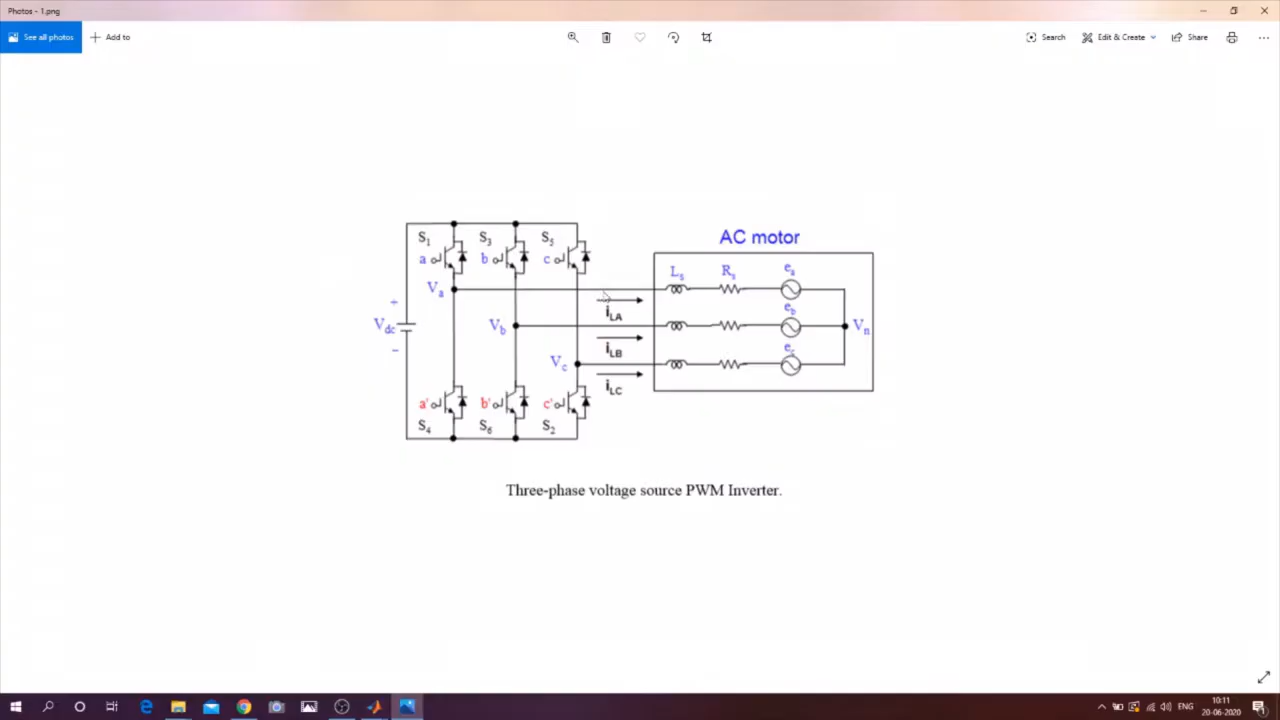 Photos - 1.png
See all photos
Add to
Search
Edit & Create
Share
AC motor
S1
S3
S5
a
b
c
Ls
Rs
ea
Va
iLA
eb
+
Vdc
−
Vb
Vn
iLB
ec
Vc
iLC
a'
b'
c'
S4
S6
S2
Three-phase voltage source PWM Inverter.
ENG
10:11
20-06-2020